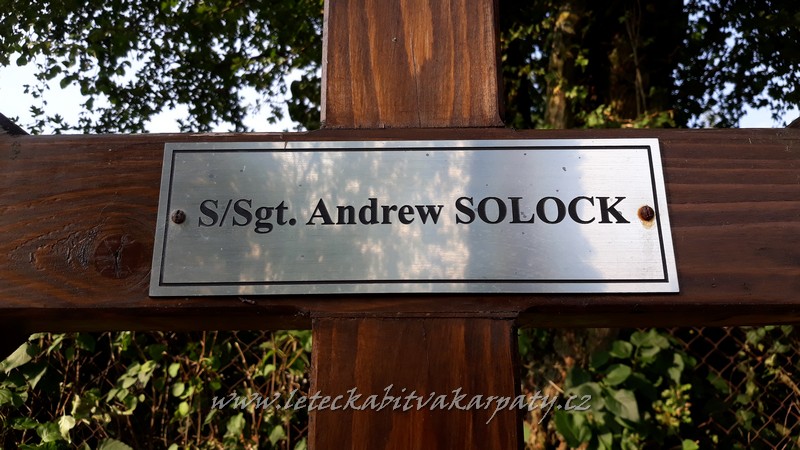 S/Sgt. Andrew SOLOCK
www.leteckabitvakarpaty.cz